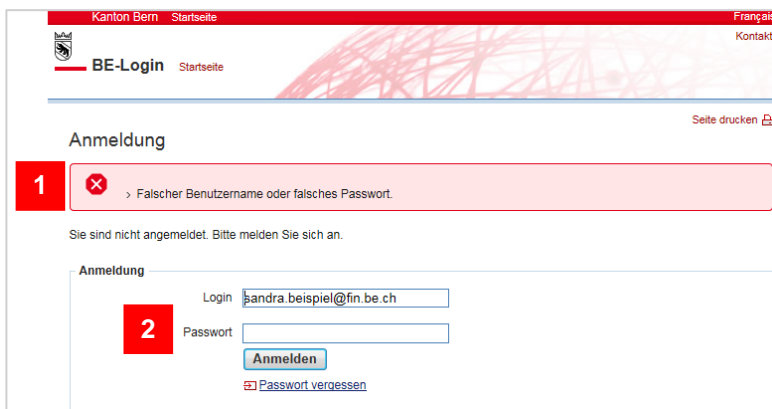 Kanton Bern Startseite Français
Kontakt
BE-Login Startseite
Seite drucken
Anmeldung
1
> Falscher Benutzername oder falsches Passwort.
Sie sind nicht angemeldet. Bitte melden Sie sich an.
Anmeldung
Login sandra.beispiel@fin.be.ch
2
Passwort
Anmelden
Passwort vergessen